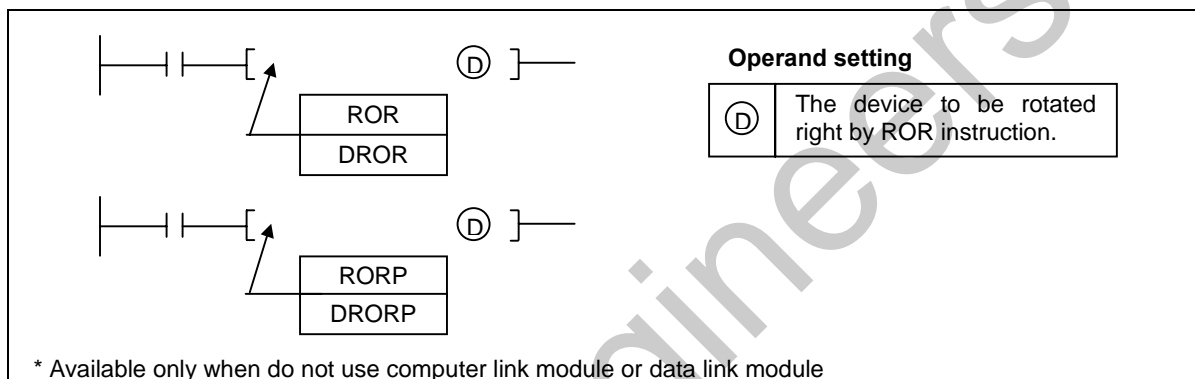 Ⓓ
Operand setting
Ⓓ The device to be rotated
right by ROR instruction.
ROR
DROR
Ⓓ
RORP
DRORP
* Available only when do not use computer link module or data link module
gineers